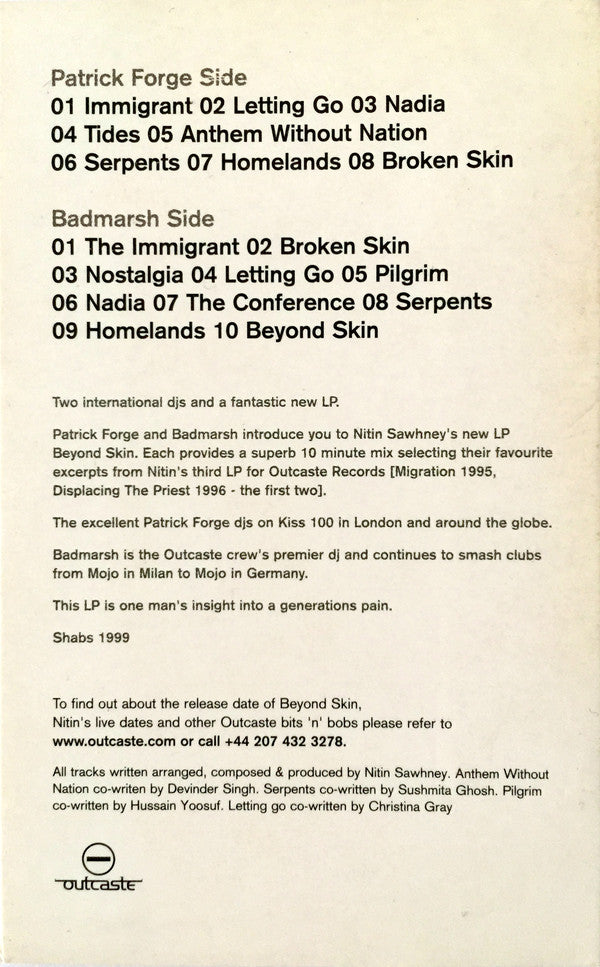 Patrick Forge Side
01 Immigrant 02 Letting Go 03 Nadia
04 Tides 05 Anthem Without Nation
06 Serpents 07 Homelands 08 Broken Skin
Badmarsh Side
01 The Immigrant 02 Broken Skin
03 Nostalgia 04 Letting Go 05 Pilgrim
06 Nadia 07 The Conference 08 Serpents
09 Homelands 10 Beyond Skin
Two international djs and a fantastic new LP.
Patrick Forge and Badmarsh introduce you to Nitin Sawhney's new LP
Beyond Skin. Each provides a superb 10 minute mix selecting their favourite
excerpts from Nitin's third LP for Outcaste Records [Migration 1995,
Displacing The Priest 1996 - the first two].
The excellent Patrick Forge djs on Kiss 100 in London and around the globe.
Badmarsh is the Outcaste crew's premier dj and continues to smash clubs
from Mojo in Milan to Mojo in Germany.
This LP is one man's insight into a generations pain.
Shabs 1999
To find out about the release date of Beyond Skin,
Nitin's live dates and other Outcaste bits 'n' bobs please refer to
www.outcaste.com or call +44 207 432 3278.
All tracks written arranged, composed & produced by Nitin Sawhney. Anthem Without
Nation co-writen by Devinder Singh. Serpents co-written by Sushmita Ghosh. Pilgrim
co-written by Hussain Yoosuf. Letting go co-written by Christina Gray
outcaste